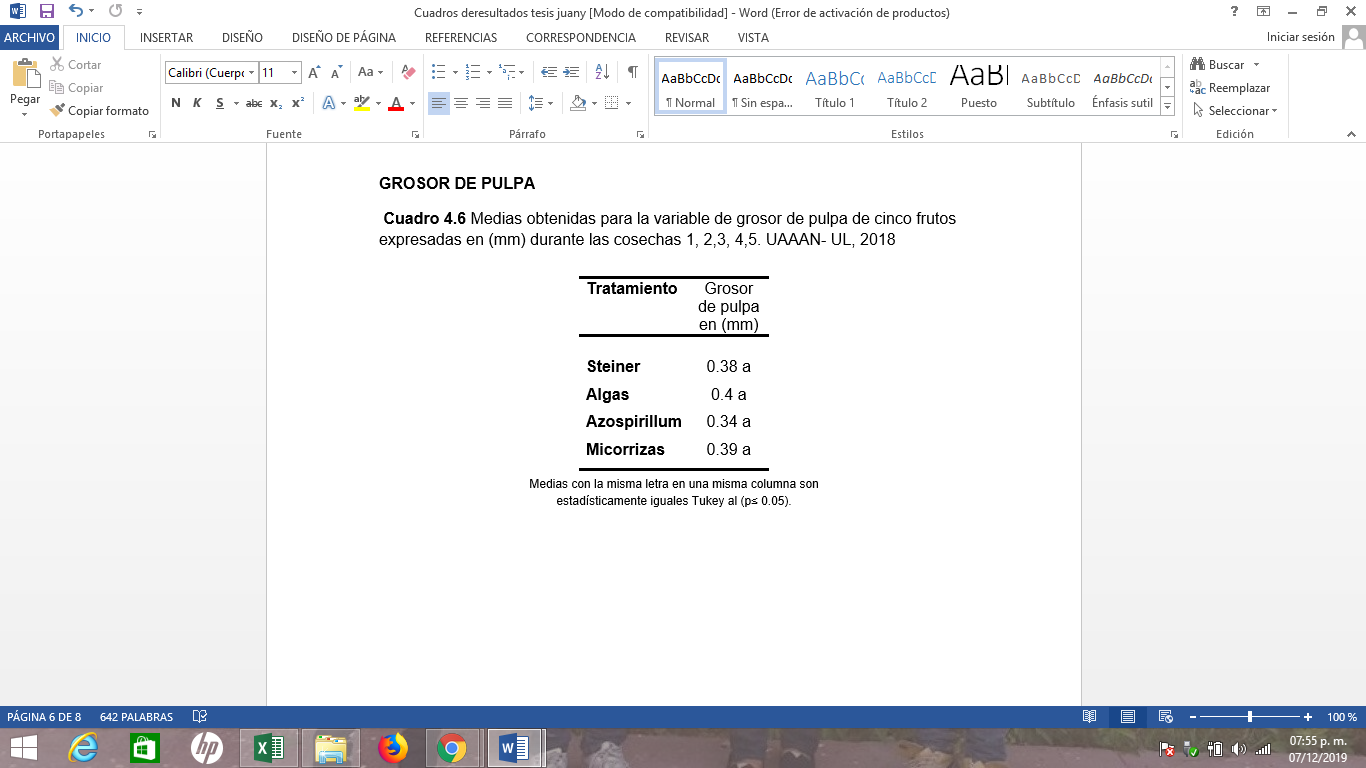 Cuadros deresultados tesis juany [Modo de compatibilidad] - Word (Error de activación de productos)
ARCHIVO INICIO INSERTAR DISEÑO DISEÑO DE PÁGINA REFERENCIAS CORRESPONDENCIA REVISAR VISTA Iniciar sesión
Pegar
Cortar
Copiar
Copiar formato
Portapapeles
Calibri (Cuerpo 11
N K S abc x₂ x²
Fuente
Párrafo
AaBbCcDc AaBbCcDc AaBbCc AaBbCcD AaB AaBbCcD AaBbCcDc
¶ Normal ¶ Sin espa... Título 1 Título 2 Puesto Subtítulo Énfasis sutil
Estilos
Buscar
Reemplazar
Seleccionar
Edición
GROSOR DE PULPA
Cuadro 4.6 Medias obtenidas para la variable de grosor de pulpa de cinco frutos
expresadas en (mm) durante las cosechas 1, 2,3, 4,5. UAAAN- UL, 2018
Tratamiento Grosor
de pulpa
en (mm)
Steiner 0.38 a
Algas 0.4 a
Azospirillum 0.34 a
Micorrizas 0.39 a
Medias con la misma letra en una misma columna son
estadísticamente iguales Tukey al (p≤ 0.05).
PÁGINA 6 DE 8 642 PALABRAS 100 %
07:55 p. m.
07/12/2019